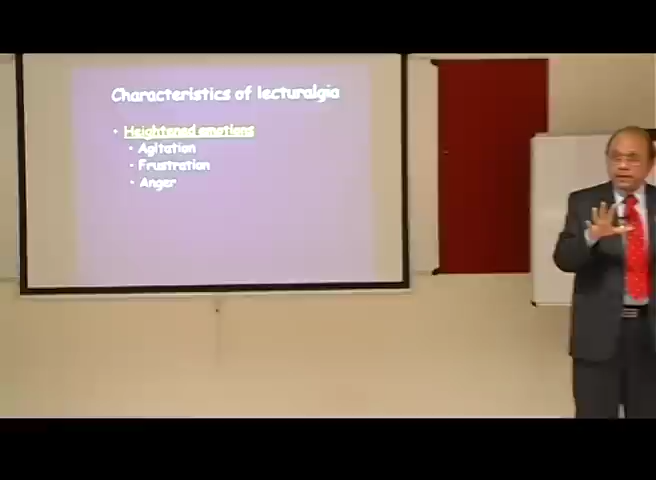 Characteristics of lecturalgia
• Heightened emotions
• Agitation
• Frustration
• Anger